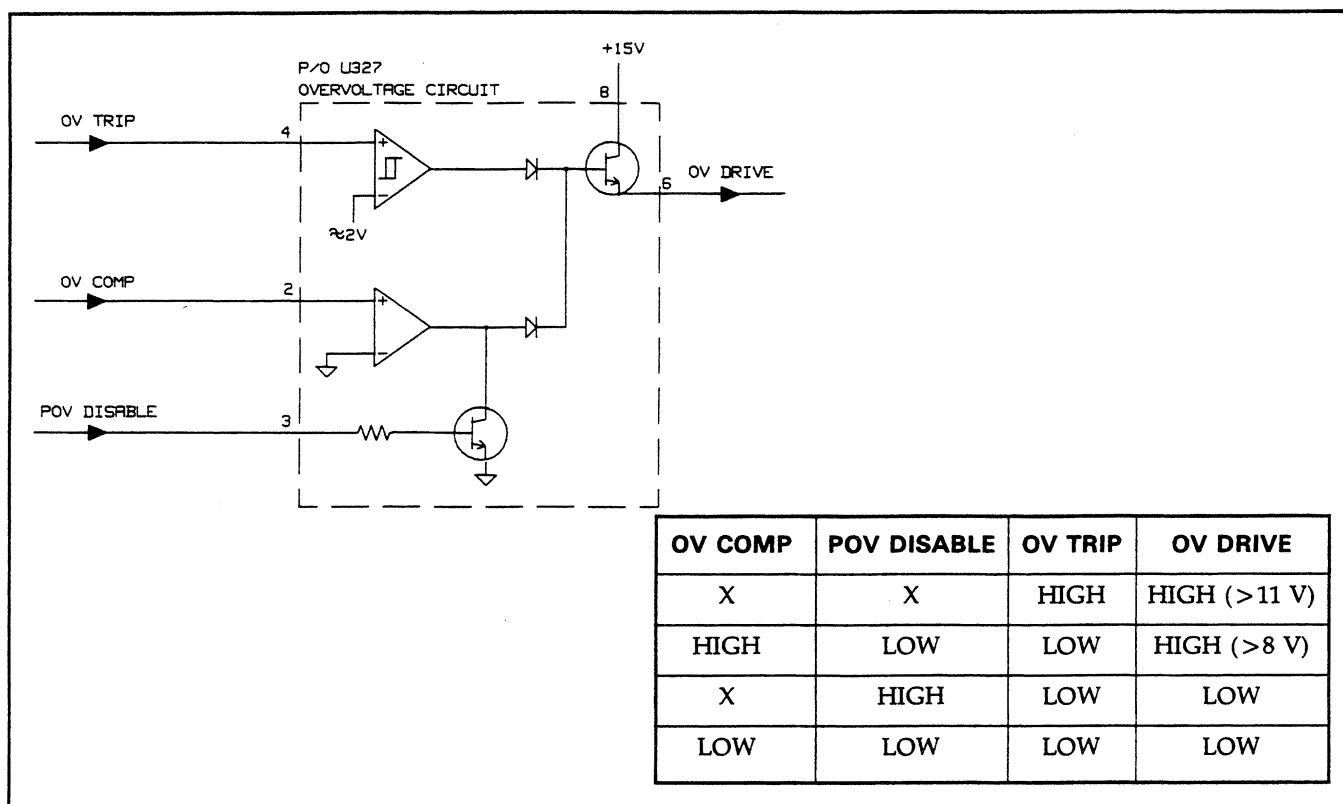 +15V
P/O U327
OVERVOLTAGE CIRCUIT
8
OV TRIP
4
+
−
≈2V
OV DRIVE
6
OV COMP
2
+
−
POV DISABLE
3
OV COMP POV DISABLE OV TRIP OV DRIVE
X X HIGH HIGH (>11 V)
HIGH LOW LOW HIGH (>8 V)
X HIGH LOW LOW
LOW LOW LOW LOW